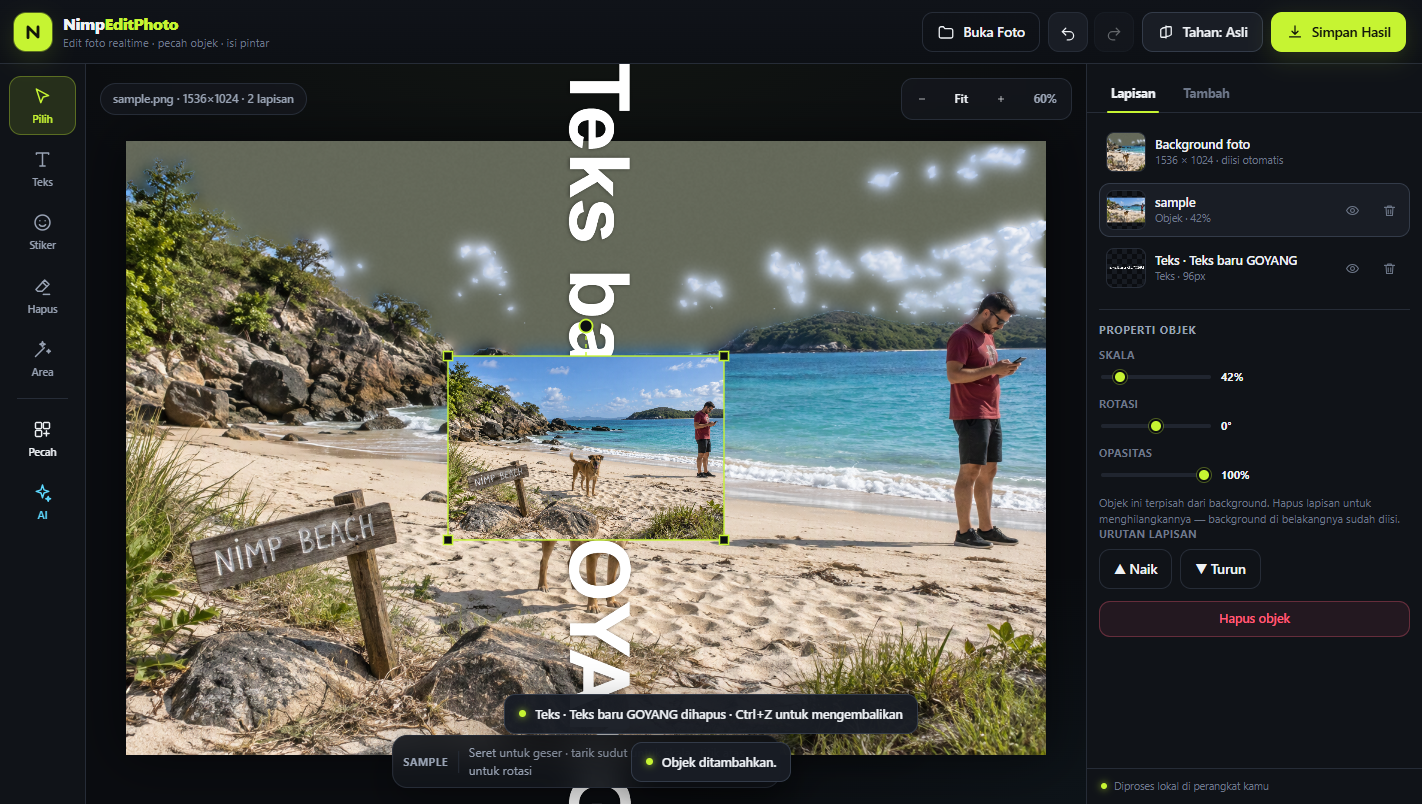 N
NimpEditPhoto
Edit foto realtime · pecah objek · isi pintar
Buka Foto
Tahan: Asli
Simpan Hasil
Pilih
Teks
Stiker
Hapus
Area
Pecah
AI
sample.png · 1536×1024 · 2 lapisan
− Fit + 60%
Teks ba
OYA
NIMP BEACH
NIMP BEACH
Teks · Teks baru GOYANG dihapus · Ctrl+Z untuk mengembalikan
SAMPLE
Seret untuk geser · tarik sudut
untuk rotasi
Objek ditambahkan.
Lapisan
Tambah
Background foto
1536 × 1024 · diisi otomatis
sample
Objek · 42%
Teks · Teks baru GOYANG
Teks · 96px
PROPERTI OBJEK
SKALA
42%
ROTASI
0°
OPASITAS
100%
Objek ini terpisah dari background. Hapus lapisan untuk
menghilangkannya — background di belakangnya sudah diisi.
URUTAN LAPISAN
▲ Naik
▼ Turun
Hapus objek
Diproses lokal di perangkat kamu